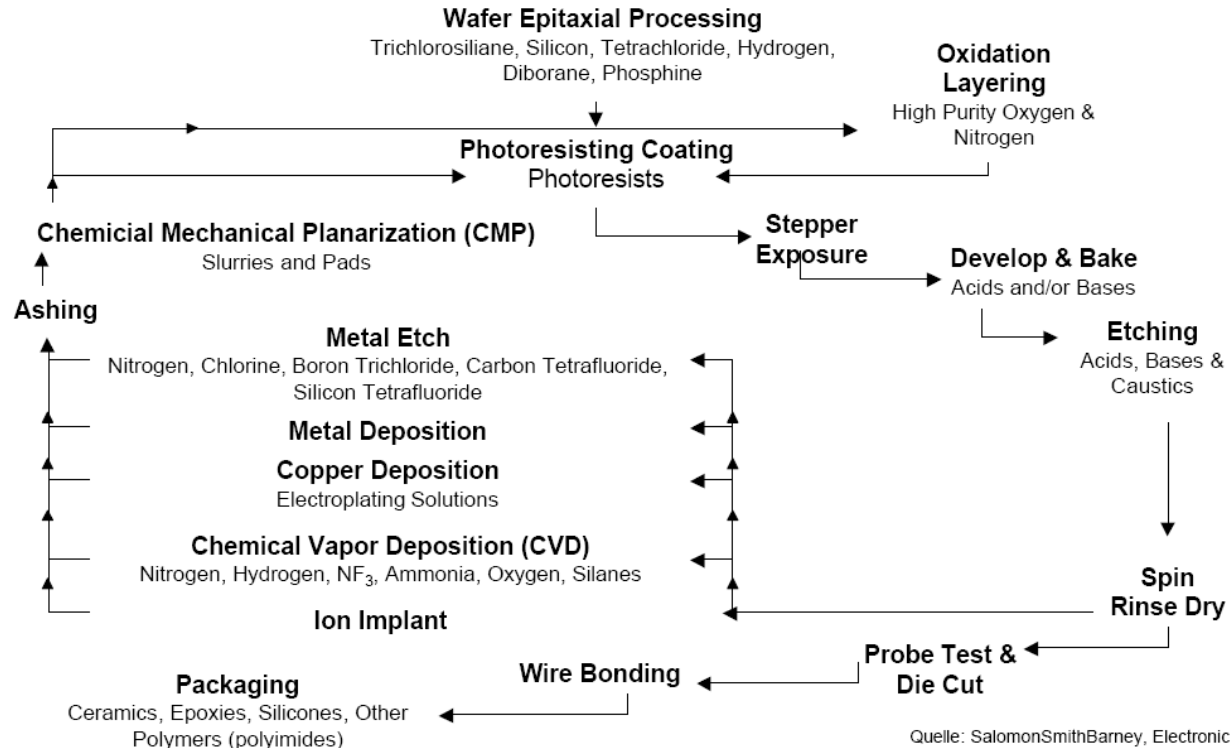 Wafer Epitaxial Processing
Trichlorosiliane, Silicon, Tetrachloride, Hydrogen,
Diborane, Phosphine
Oxidation
Layering
High Purity Oxygen &
Nitrogen
Photoresisting Coating
Photoresists
Chemicial Mechanical Planarization (CMP)
Slurries and Pads
Stepper
Exposure
Develop & Bake
Acids and/or Bases
Ashing
Etching
Acids, Bases &
Caustics
Metal Etch
Nitrogen, Chlorine, Boron Trichloride, Carbon Tetrafluoride,
Silicon Tetrafluoride
Metal Deposition
Copper Deposition
Electroplating Solutions
Chemical Vapor Deposition (CVD)
Nitrogen, Hydrogen, NF3, Ammonia, Oxygen, Silanes
Ion Implant
Spin
Rinse Dry
Probe Test &
Die Cut
Wire Bonding
Packaging
Ceramics, Epoxies, Silicones, Other
Polymers (polyimides)
Quelle: SalomonSmithBarney, Electronic